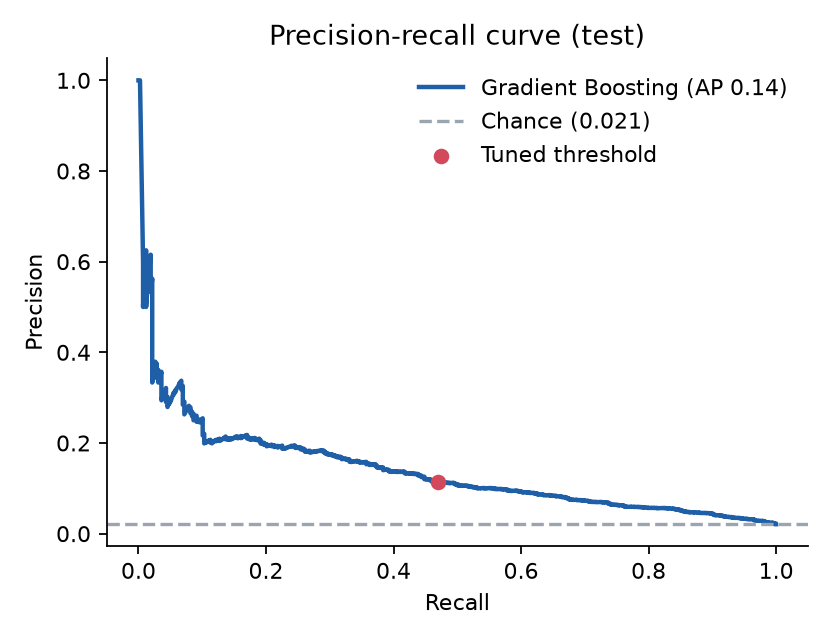 Precision-recall curve (test)
Gradient Boosting (AP 0.14)
Chance (0.021)
Tuned threshold
Precision
1.0
0.8
0.6
0.4
0.2
0.0
0.0 0.2 0.4 0.6 0.8 1.0
Recall